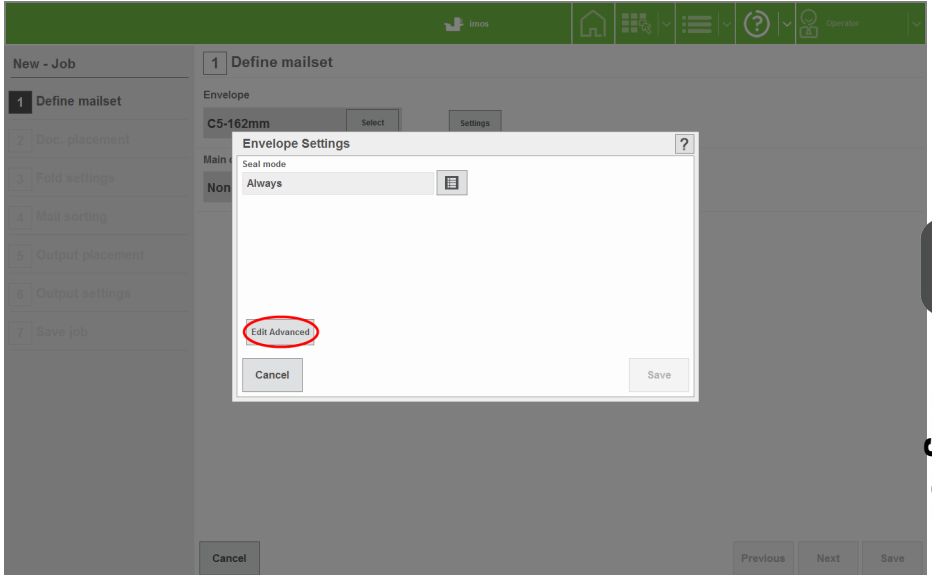 imos
?
Operator
New - Job
1 Define mailset
2 Doc. placement
3 Fold settings
4 Mail sorting
5 Output placement
6 Output settings
7 Save job
1 Define mailset
Envelope
C5-162mm
Select
Settings
Main
Non
Envelope Settings
?
Seal mode
Always
Edit Advanced
Cancel
Save
Cancel
Previous
Next
Save